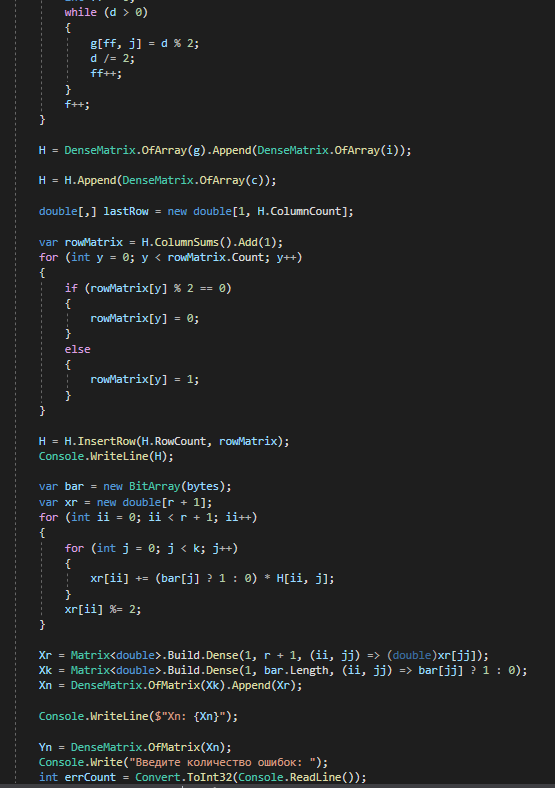 while (d > 0)
{
g[ff, j] = d % 2;
d /= 2;
ff++;
}
f++;
}
H = DenseMatrix.OfArray(g).Append(DenseMatrix.OfArray(i));
H = H.Append(DenseMatrix.OfArray(c));
double[,] lastRow = new double[1, H.ColumnCount];
var rowMatrix = H.ColumnSums().Add(1);
for (int y = 0; y < rowMatrix.Count; y++)
{
if (rowMatrix[y] % 2 == 0)
{
rowMatrix[y] = 0;
}
else
{
rowMatrix[y] = 1;
}
}
H = H.InsertRow(H.RowCount, rowMatrix);
Console.WriteLine(H);
var bar = new BitArray(bytes);
var xr = new double[r + 1];
for (int ii = 0; ii < r + 1; ii++)
{
for (int j = 0; j < k; j++)
{
xr[ii] += (bar[j] ? 1 : 0) * H[ii, j];
}
xr[ii] %= 2;
}
Xr = Matrix<double>.Build.Dense(1, r + 1, (ii, jj) => (double)xr[jj]);
Xk = Matrix<double>.Build.Dense(1, bar.Length, (ii, jj) => bar[jj] ? 1 : 0);
Xn = DenseMatrix.OfMatrix(Xk).Append(Xr);
Console.WriteLine($"Xn: {Xn}");
Yn = DenseMatrix.OfMatrix(Xn);
Console.Write("Введите количество ошибок: ");
int errCount = Convert.ToInt32(Console.ReadLine());